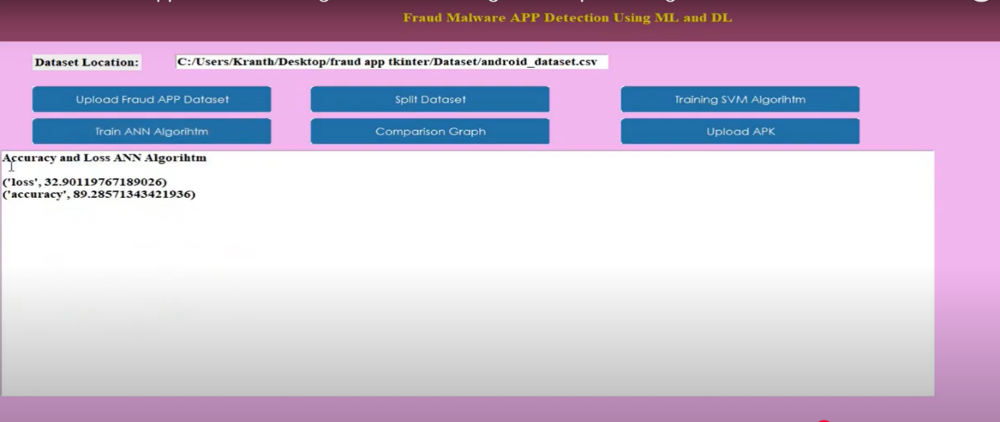 Fraud Malware APP Detection Using ML and DL
Dataset Location: C:/Users/Kranth/Desktop/fraud app tkinter/Dataset/android_dataset.csv
Upload Fraud APP Dataset Split Dataset Training SVM Algorihtm
Train ANN Algorihtm Comparison Graph Upload APK
Accuracy and Loss ANN Algorihtm
('loss', 32.90119767189026)
('accuracy', 89.28571343421936)